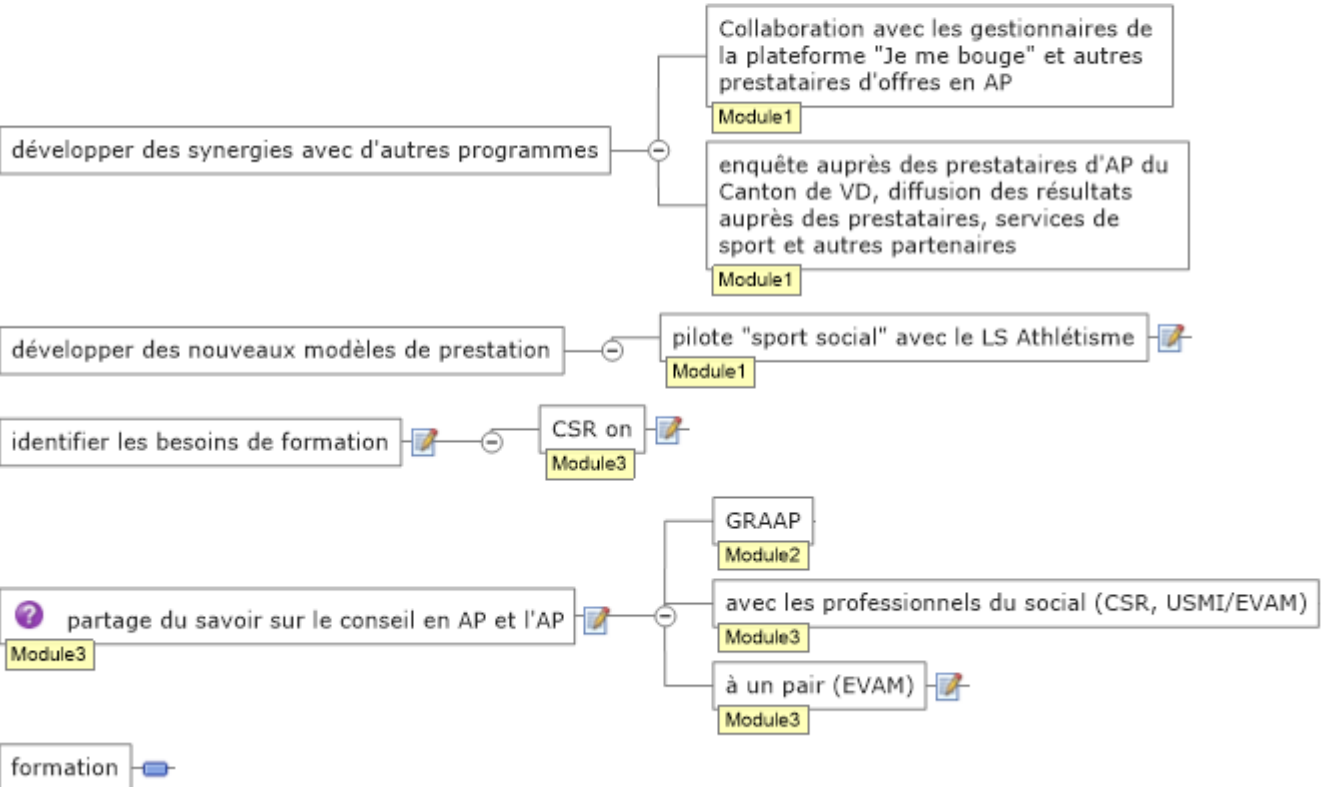 développer des synergies avec d'autres programmes
Collaboration avec les gestionnaires de
la plateforme "Je me bouge" et autres
prestataires d'offres en AP
Module1
enquête auprès des prestataires d'AP du
Canton de VD, diffusion des résultats
auprès des prestataires, services de
sport et autres partenaires
Module1
développer des nouveaux modèles de prestation
pilote "sport social" avec le LS Athlétisme
Module1
identifier les besoins de formation
CSR on
Module3
? partage du savoir sur le conseil en AP et l'AP
Module3
GRAAP
Module2
avec les professionnels du social (CSR, USMI/EVAM)
Module3
à un pair (EVAM)
Module3
formation